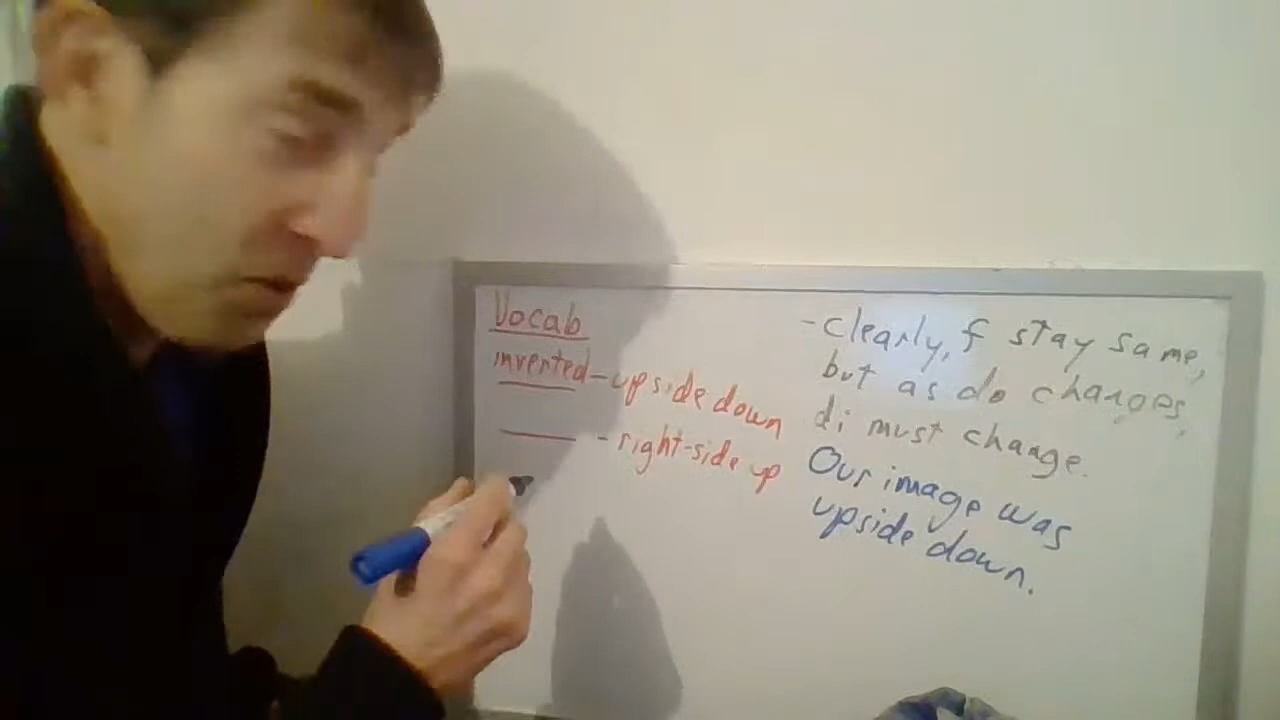 Vocab
inverted - upside down
- right-side up
- clearly, f stay same,
but as do changes,
di must change.
Our image was
upside down.